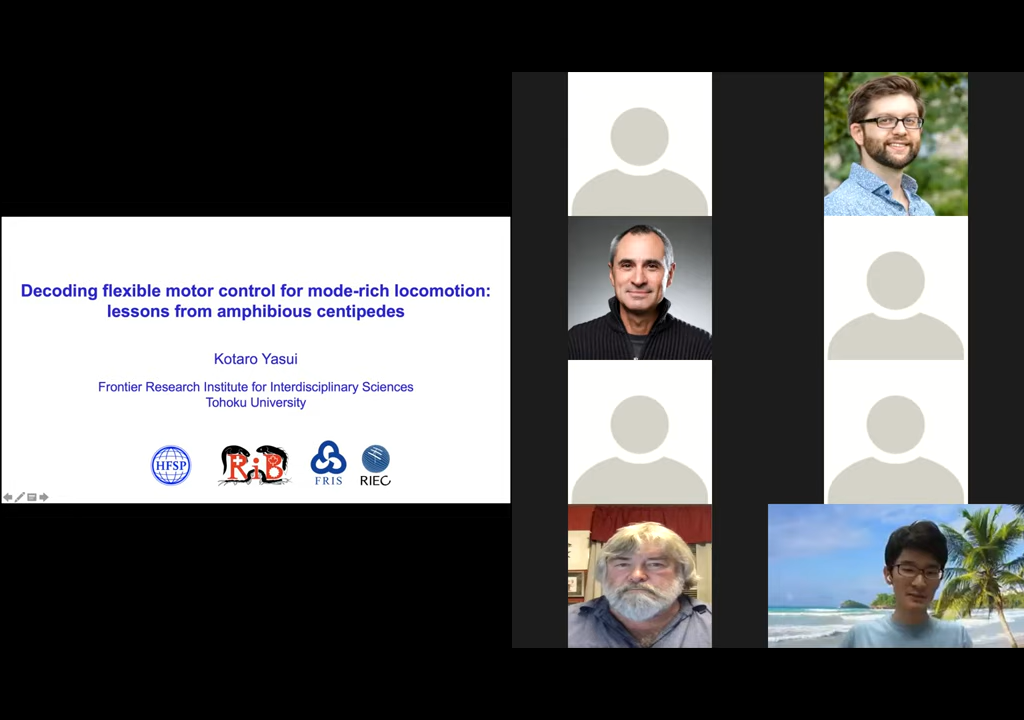 Decoding flexible motor control for mode-rich locomotion:
lessons from amphibious centipedes
Kotaro Yasui
Frontier Research Institute for Interdisciplinary Sciences
Tohoku University
HFSP
RiB
FRIS
RIEC